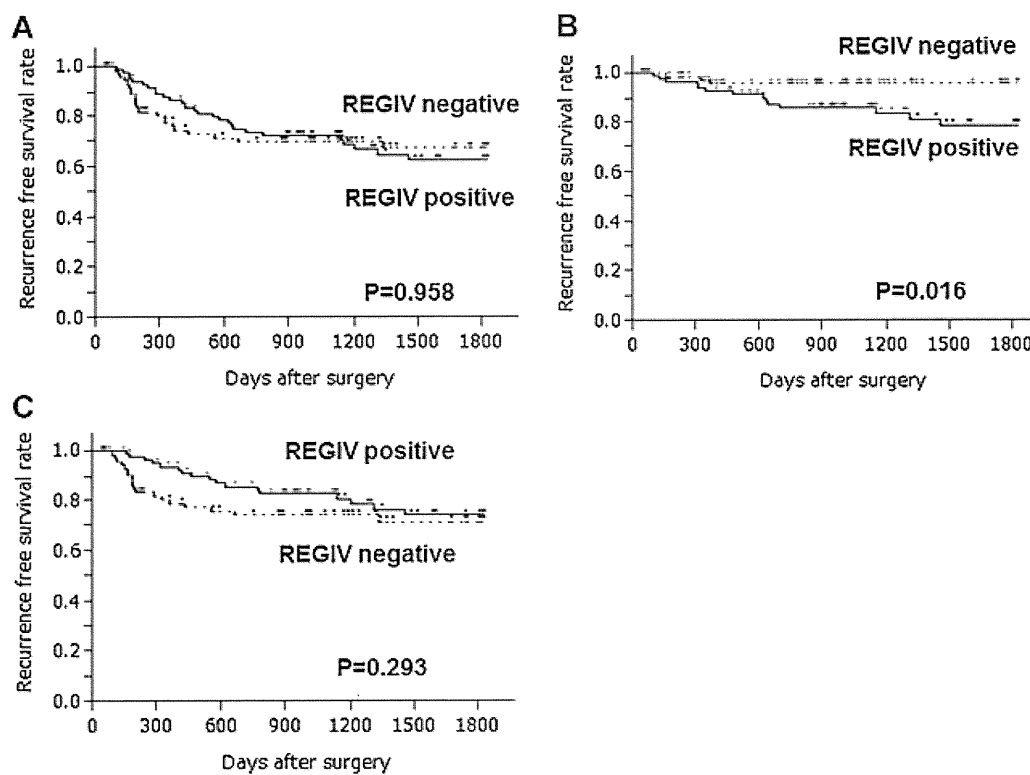 A
Recurrence free survival rate
1.0
0.8
0.6
0.4
0.2
0.0
REGIV negative
REGIV positive
P=0.958
0 300 600 900 1200 1500 1800
Days after surgery
B
Recurrence free survival rate
1.0
0.8
0.6
0.4
0.2
0.0
REGIV negative
REGIV positive
P=0.016
0 300 600 900 1200 1500 1800
Days after surgery
C
Recurrence free survival rate
1.0
0.8
0.6
0.4
0.2
0.0
REGIV positive
REGIV negative
P=0.293
0 300 600 900 1200 1500 1800
Days after surgery